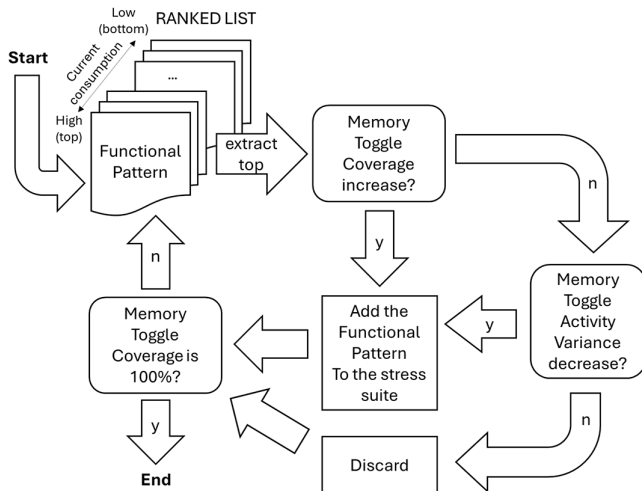 Low
(bottom)
RANKED LIST
Start
Current
consumption
High
(top)
...
Functional
Pattern
extract
top
Memory
Toggle
Coverage
increase?
n
y
n
Memory
Toggle
Coverage is
100%?
Add the
Functional
Pattern
To the stress
suite
y
Memory
Toggle
Activity
Variance
decrease?
y
n
End
Discard